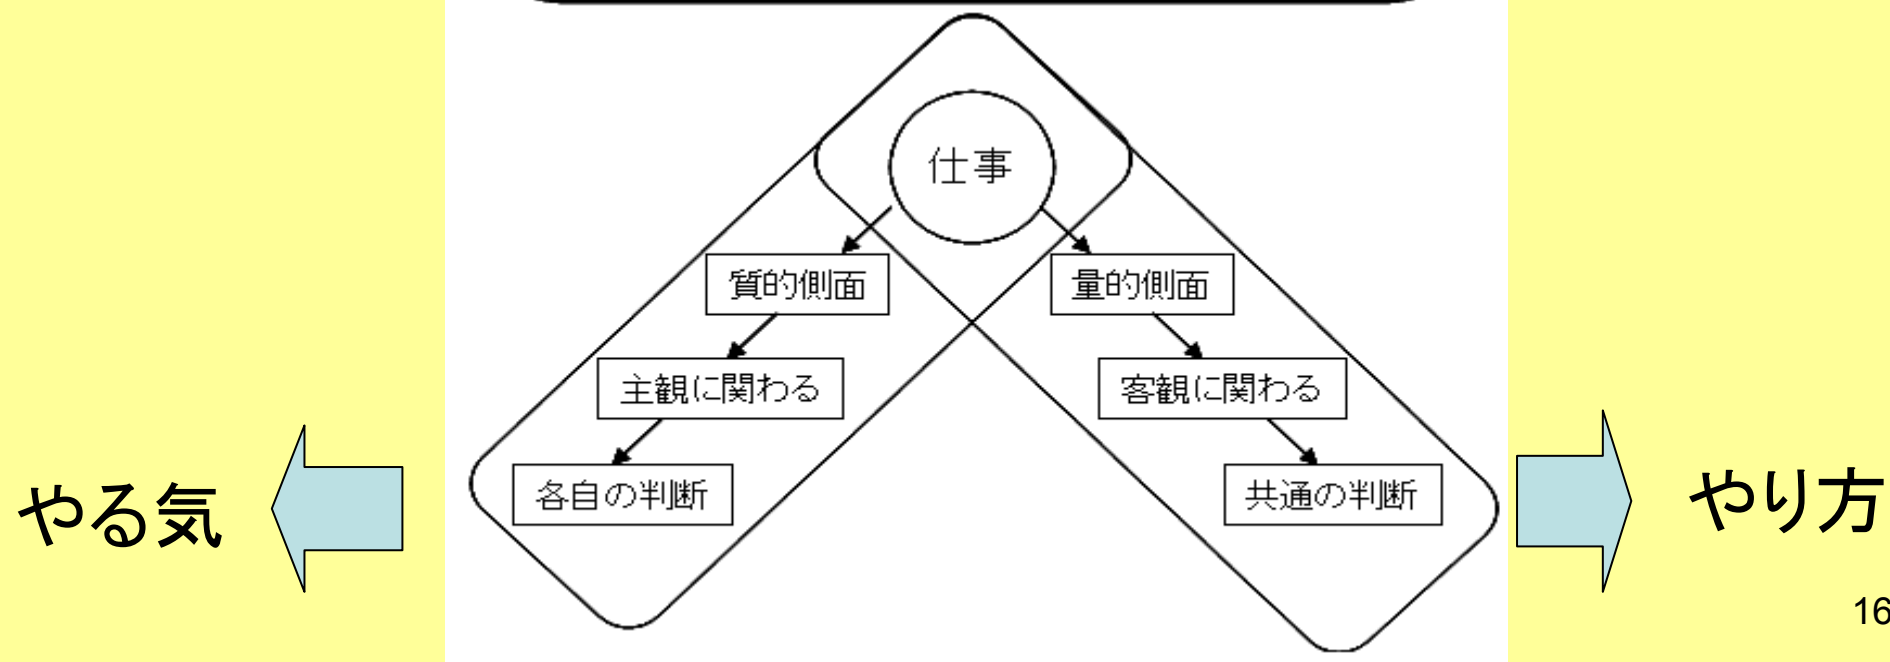 仕事
質的側面
量的側面
主観に関わる
客観に関わる
各自の判断
共通の判断
やる気
やり方
16